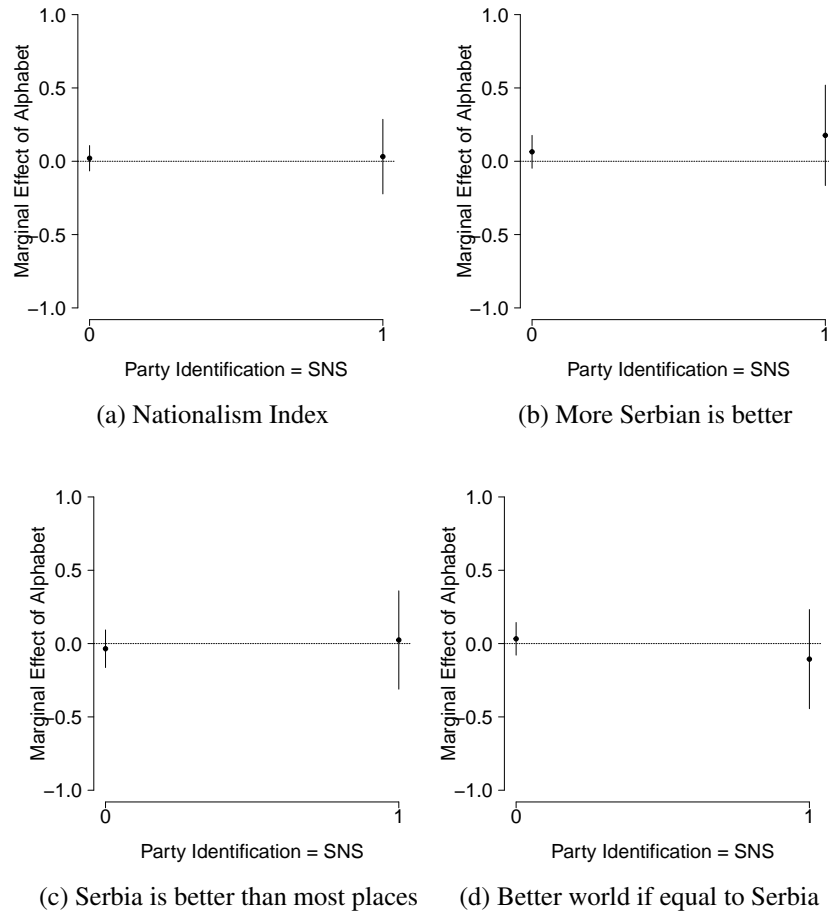 1.0
0.5
0.0
−0.5
−1.0
Marginal Effect of Alphabet
0 1
Party Identification = SNS
(a) Nationalism Index
1.0
0.5
0.0
−0.5
−1.0
Marginal Effect of Alphabet
0 1
Party Identification = SNS
(b) More Serbian is better
1.0
0.5
0.0
−0.5
−1.0
Marginal Effect of Alphabet
0 1
Party Identification = SNS
(c) Serbia is better than most places
1.0
0.5
0.0
−0.5
−1.0
Marginal Effect of Alphabet
0 1
Party Identification = SNS
(d) Better world if equal to Serbia